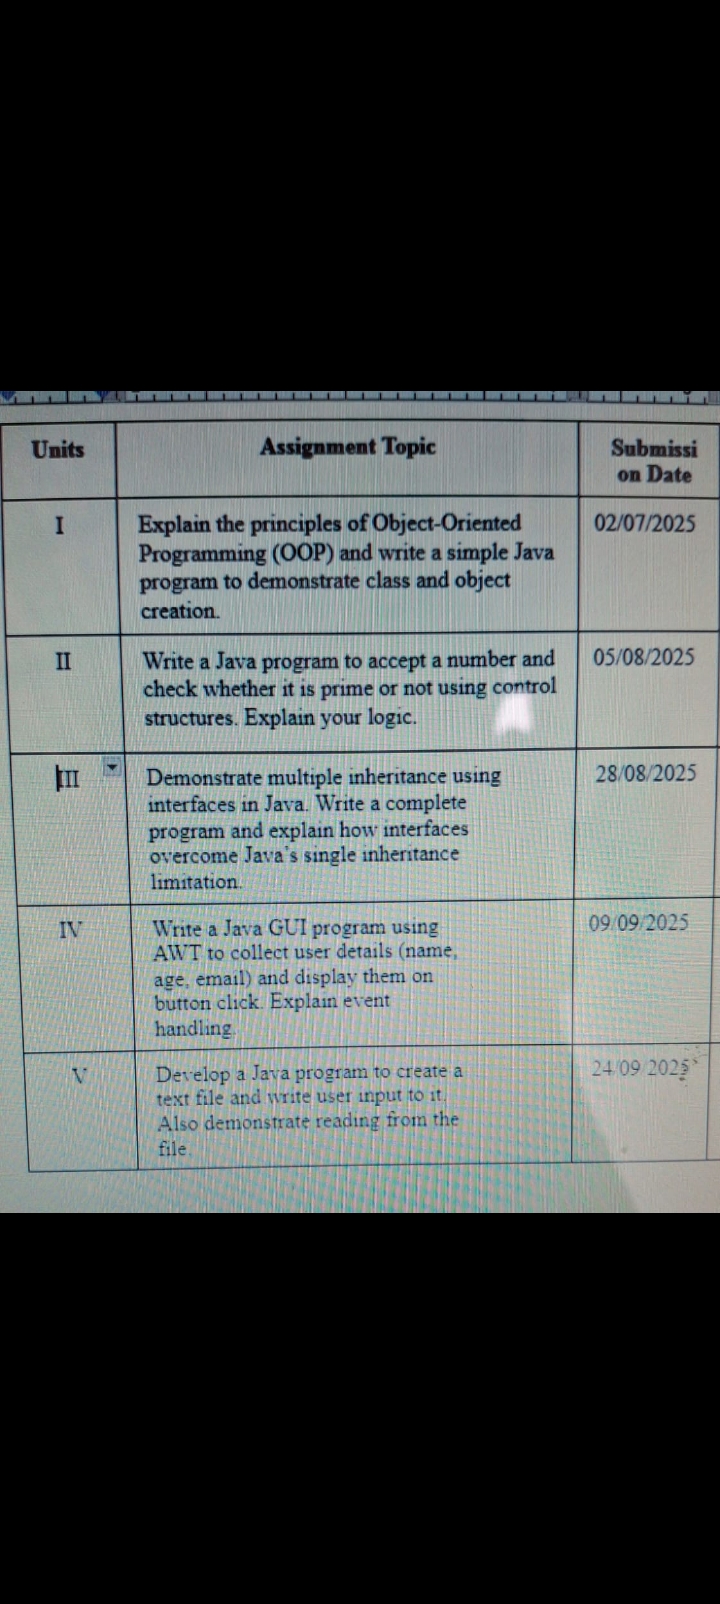 Units
Assignment Topic
Submissi
on Date
I
Explain the principles of Object-Oriented
Programming (OOP) and write a simple Java
program to demonstrate class and object
creation.
02/07/2025
II
Write a Java program to accept a number and
check whether it is prime or not using control
structures. Explain your logic.
05/08/2025
III
Demonstrate multiple inheritance using
interfaces in Java. Write a complete
program and explain how interfaces
overcome Java's single inheritance
limitation.
28/08/2025
IV
Write a Java GUI program using
AWT to collect user details (name,
age, email) and display them on
button click. Explain event
handling.
09/09/2025
V
Develop a Java program to create a
text file and write user input to it.
Also demonstrate reading from the
file.
24/09/2025